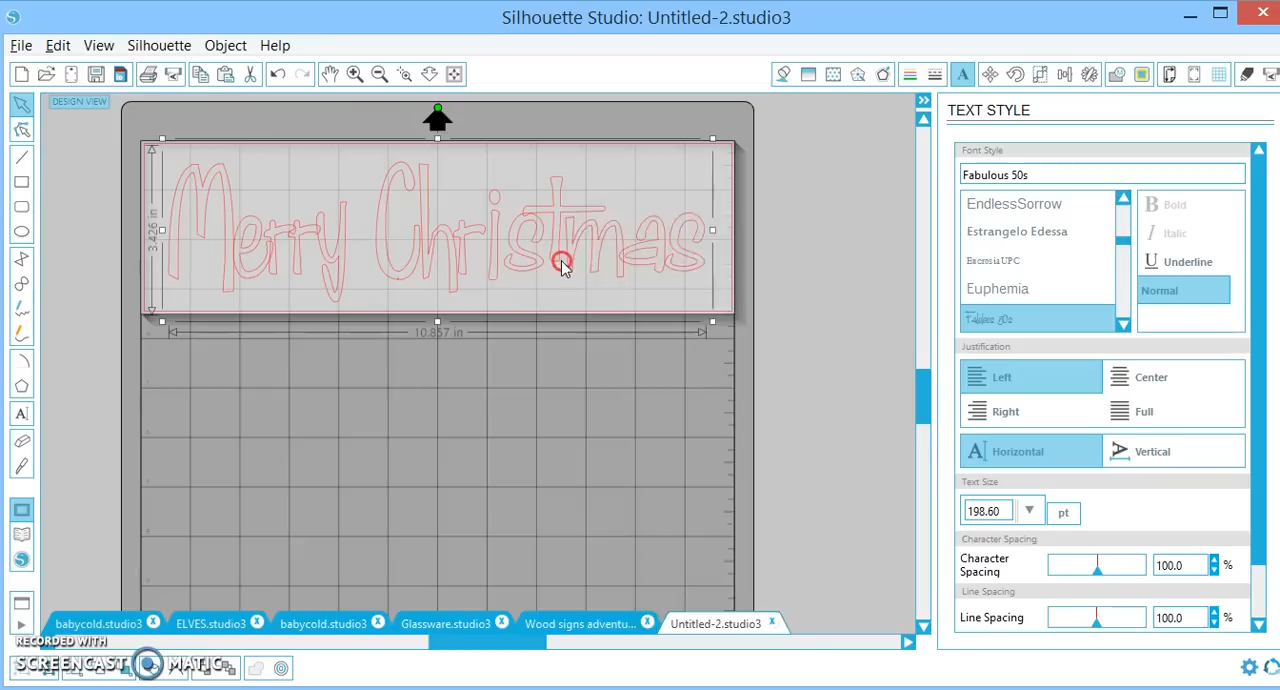 Silhouette Studio: Untitled-2.studio3
File Edit View Silhouette Object Help
DESIGN VIEW
Merry Christmas
3.426 in
10.857 in
TEXT STYLE
Font Style
Fabulous 50s
EndlessSorrow
Estrangelo Edessa
EucrosiaUPC
Euphemia
Fabulous 50s
B Bold
I Italic
U Underline
Normal
Justification
Left
Center
Right
Full
Horizontal
Vertical
Text Size
198.60
pt
Character Spacing
Character
Spacing
100.0
%
Line Spacing
Line Spacing
100.0
%
babycold.studio3
ELVES.studio3
babycold.studio3
Glassware.studio3
Wood signs adventu...
Untitled-2.studio3
RECORDED WITH
SCREENCAST MATIC